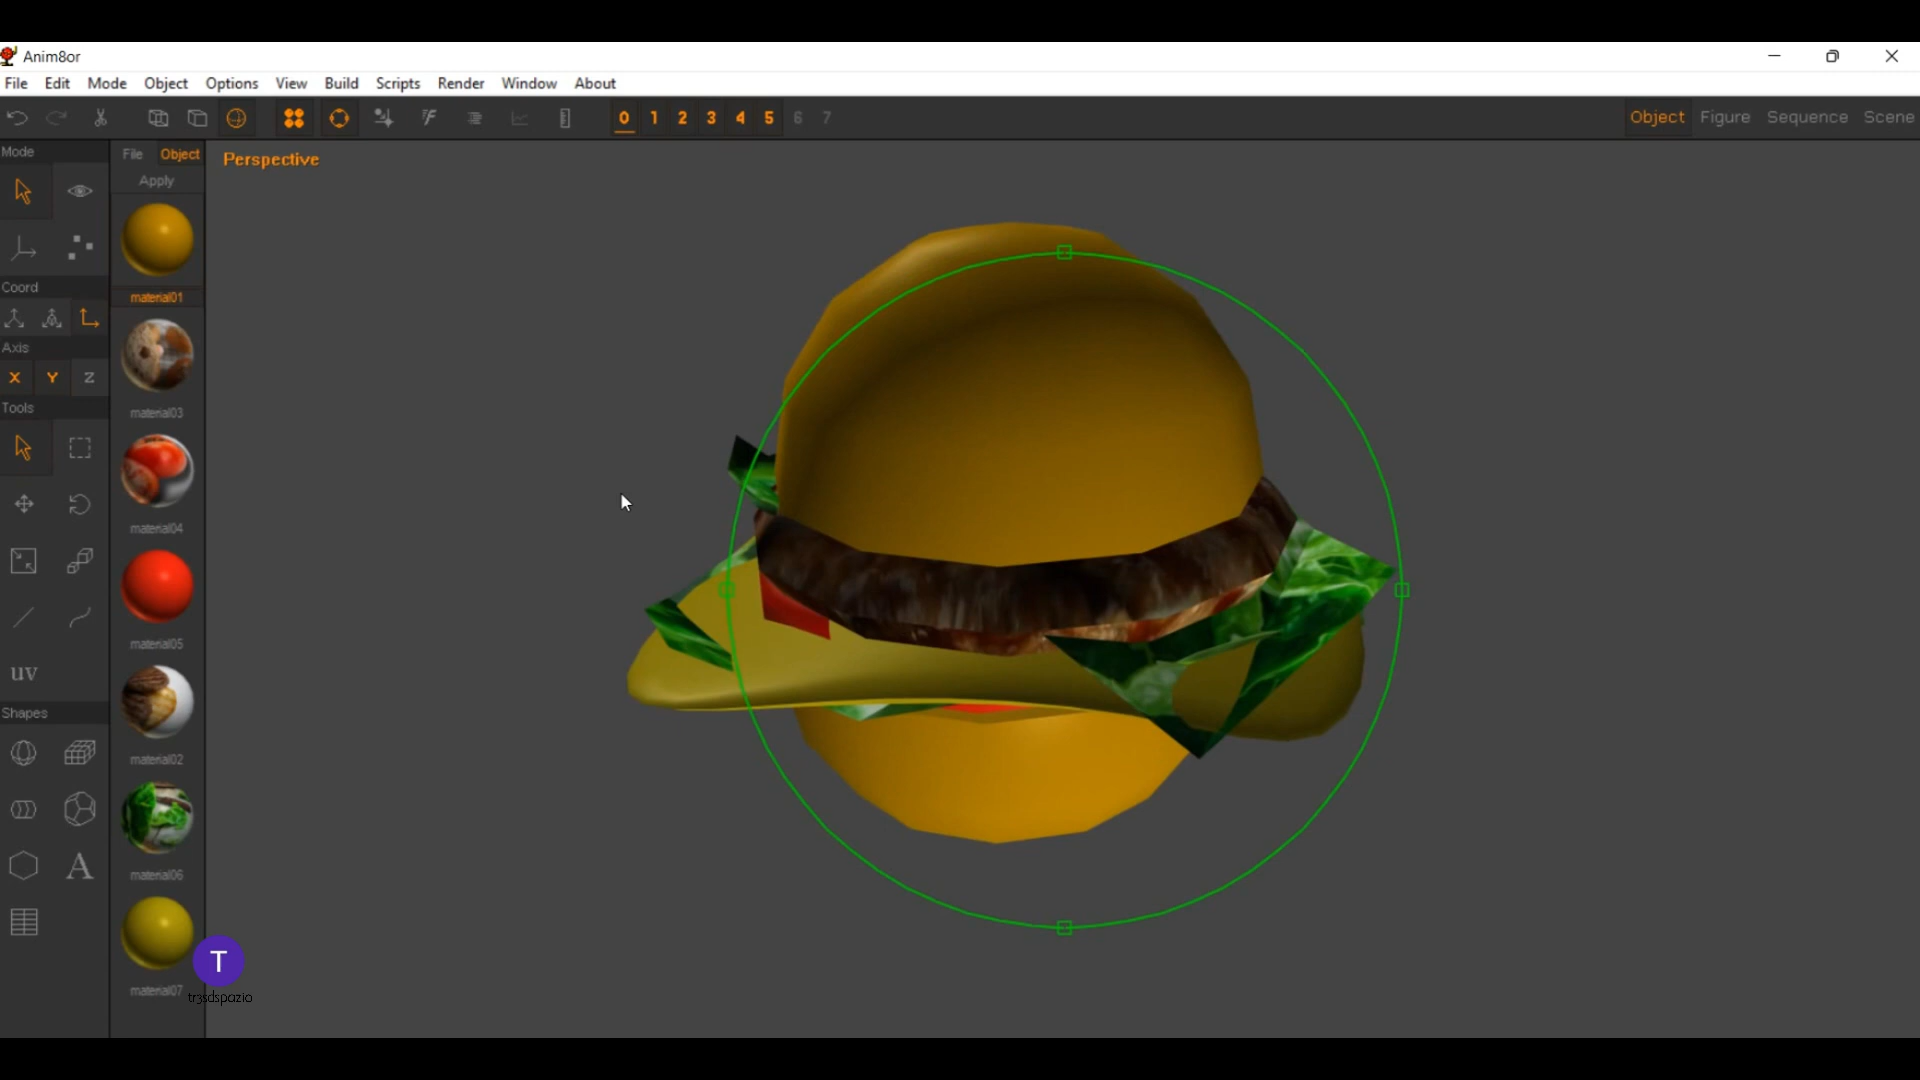 Anim8or
File Edit Mode Object Options View Build Scripts Render Window About
0 1 2 3 4 5 6 7
Object Figure Sequence Scene
Mode
File Object
Apply
Perspective
material01
Coord
Axis
X Y Z
Tools
material03
material04
material05
uv
material02
Shapes
material06
A
material07
T
tr3sdspazio